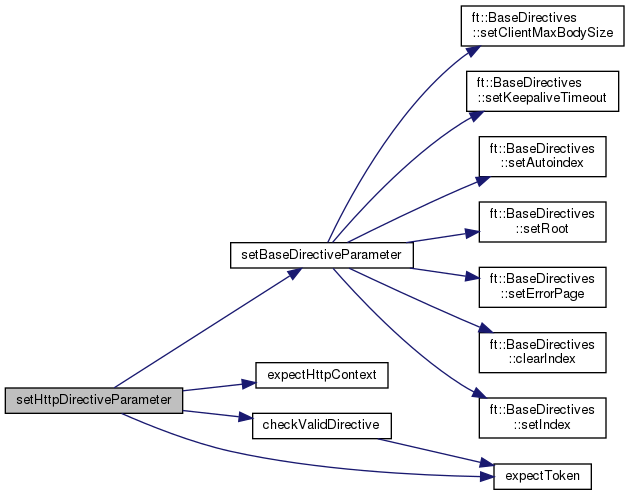 ft::BaseDirectives
::setClientMaxBodySize
ft::BaseDirectives
::setKeepaliveTimeout
ft::BaseDirectives
::setAutoindex
ft::BaseDirectives
::setRoot
setBaseDirectiveParameter
ft::BaseDirectives
::setErrorPage
ft::BaseDirectives
::clearIndex
expectHttpContext
setHttpDirectiveParameter
ft::BaseDirectives
::setIndex
checkValidDirective
expectToken